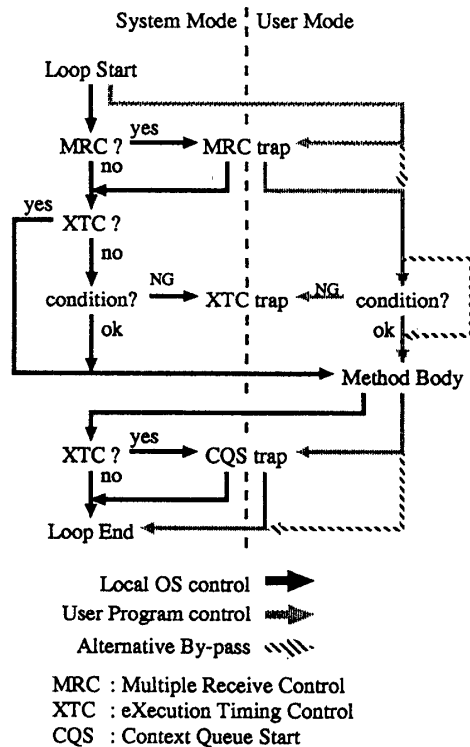 System Mode User Mode
Loop Start
yes
MRC ? MRC trap
no
yes XTC ?
no
NG NG
condition? XTC trap condition?
ok ok
Method Body
yes
XTC ? CQS trap
no
Loop End
Local OS control
User Program control
Alternative By-pass
MRC : Multiple Receive Control
XTC : eXecution Timing Control
CQS : Context Queue Start